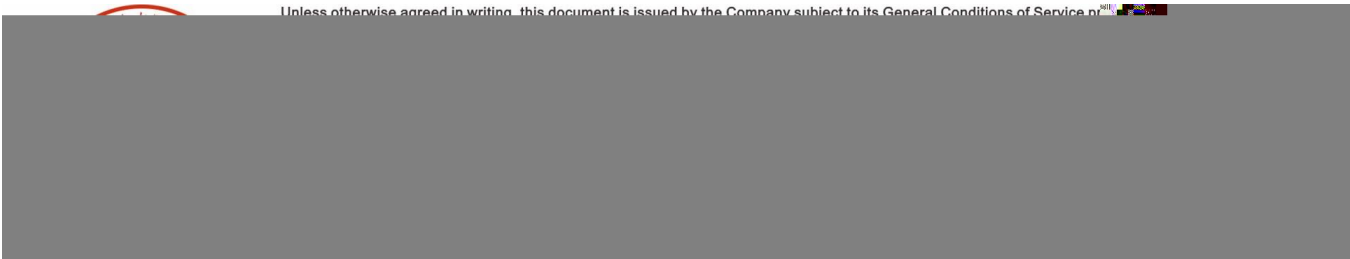 Unless otherwise agreed in writing, this document is issued by the Company subject to its General Conditions of Service